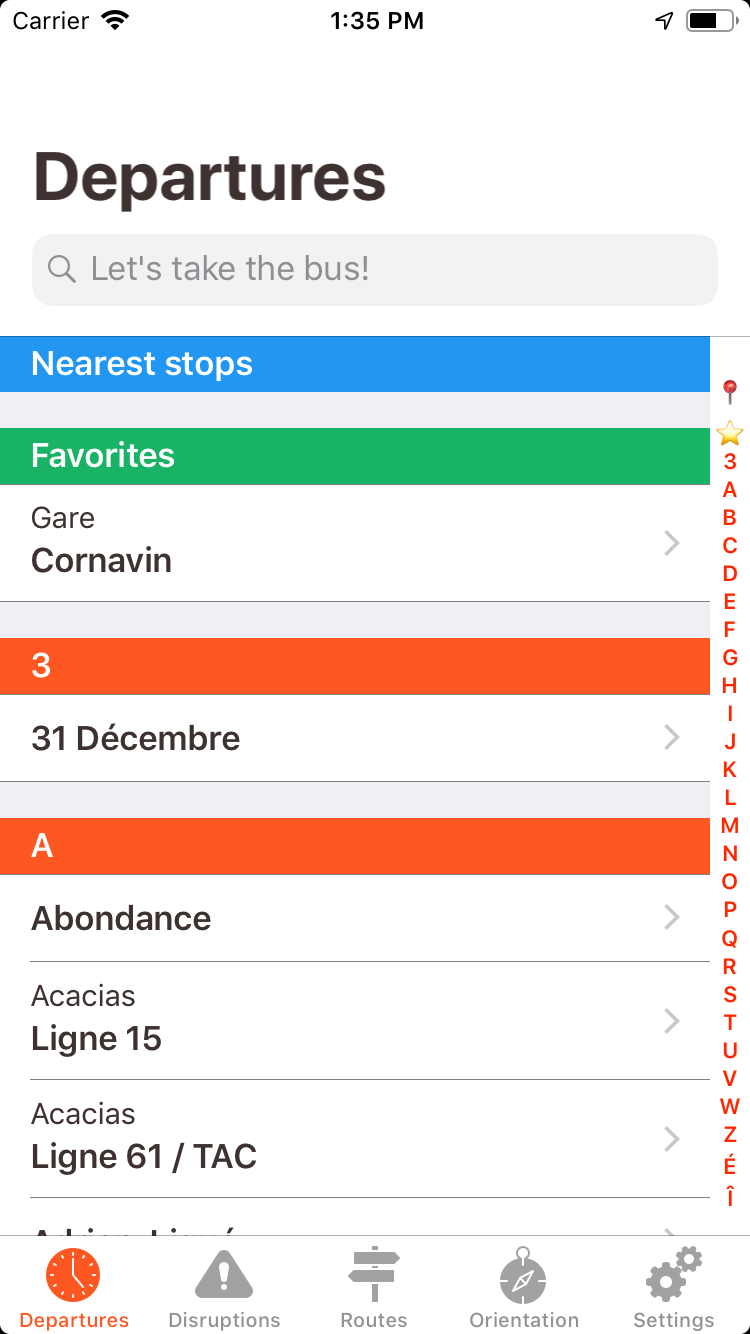 Carrier 1:35 PM
Departures
Let's take the bus!
Nearest stops
Favorites
Gare
Cornavin
3
31 Décembre
A
Abondance
Acacias
Ligne 15
Acacias
Ligne 61 / TAC
3
A
B
C
D
E
F
G
H
I
J
K
L
M
N
O
P
Q
R
S
T
U
V
W
Z
É
Î
Departures Disruptions Routes Orientation Settings